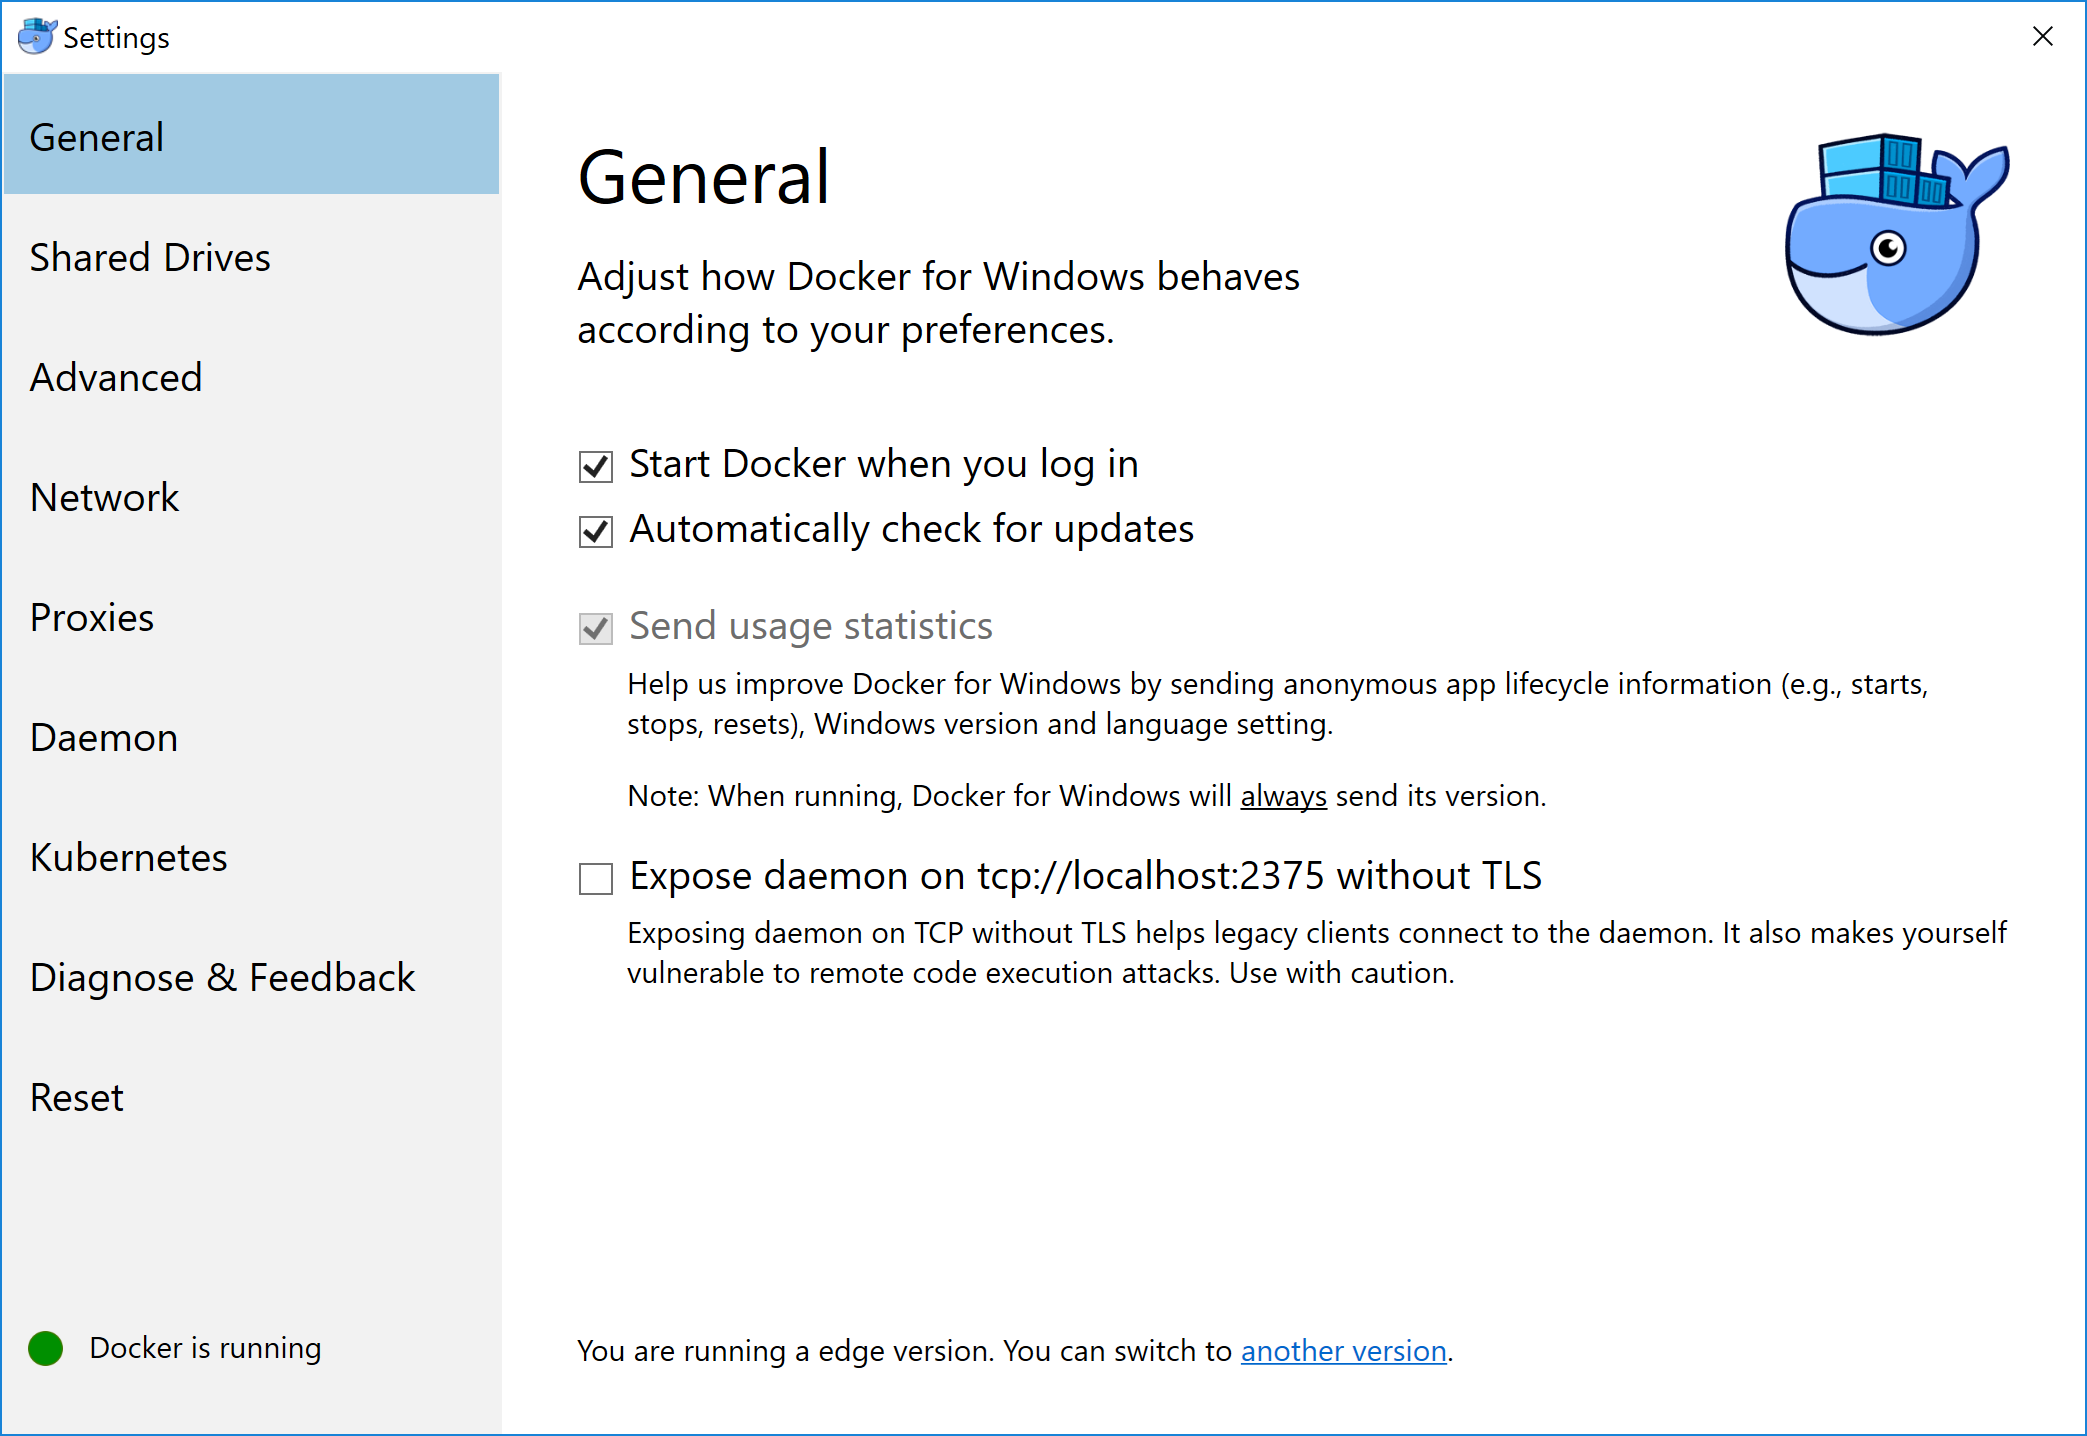 Settings
General
Shared Drives
Advanced
Network
Proxies
Daemon
Kubernetes
Diagnose & Feedback
Reset
Docker is running
General
Adjust how Docker for Windows behaves
according to your preferences.
Start Docker when you log in
Automatically check for updates
Send usage statistics
Help us improve Docker for Windows by sending anonymous app lifecycle information (e.g., starts,
stops, resets), Windows version and language setting.
Note: When running, Docker for Windows will always send its version.
Expose daemon on tcp://localhost:2375 without TLS
Exposing daemon on TCP without TLS helps legacy clients connect to the daemon. It also makes yourself
vulnerable to remote code execution attacks. Use with caution.
You are running a edge version. You can switch to another version.